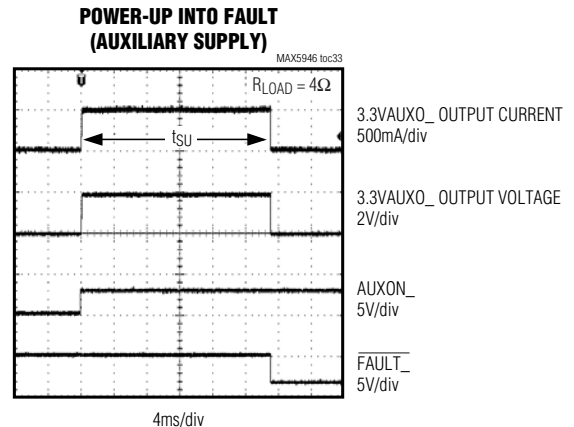 POWER-UP INTO FAULT
(AUXILIARY SUPPLY)
MAX5946 toc33
RLOAD = 4Ω
3.3VAUXO_ OUTPUT CURRENT
500mA/div
tSU
3.3VAUXO_ OUTPUT VOLTAGE
2V/div
AUXON_
5V/div
FAULT_
5V/div
4ms/div